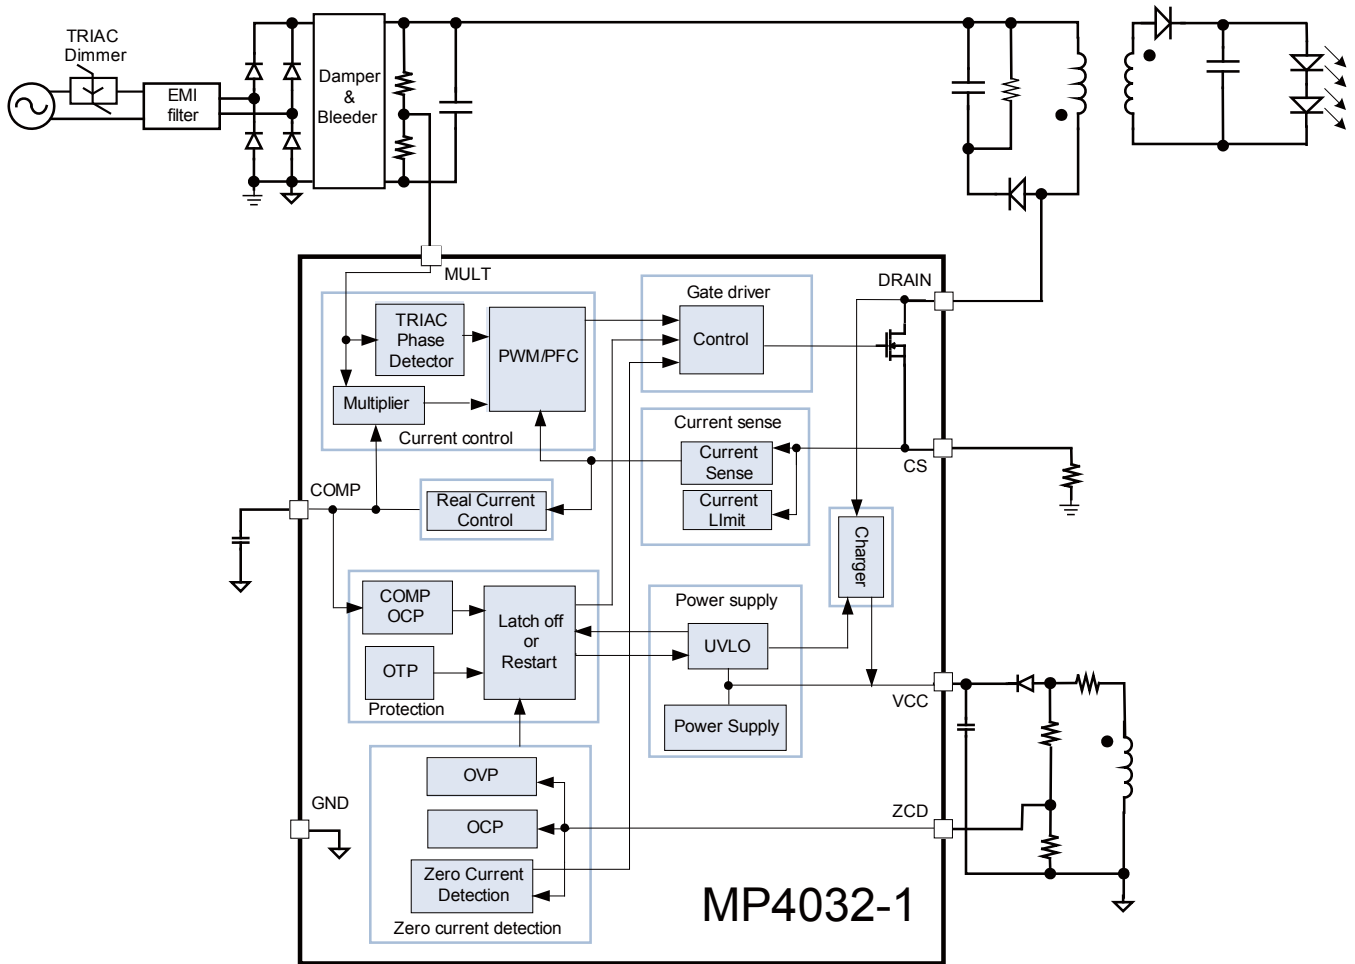 TRIAC
Dimmer
EMI
filter
Damper
&
Bleeder
MULT
DRAIN
TRIAC
Phase
Detector
PWM/PFC
Multiplier
Current control
Gate driver
Control
Current sense
Current
Sense
Current
LImit
CS
COMP
Real Current
Control
Charger
COMP
OCP
OTP
Latch off
or
Restart
Protection
Power supply
UVLO
Power Supply
VCC
OVP
OCP
Zero Current
Detection
Zero current detection
GND
ZCD
MP4032-1